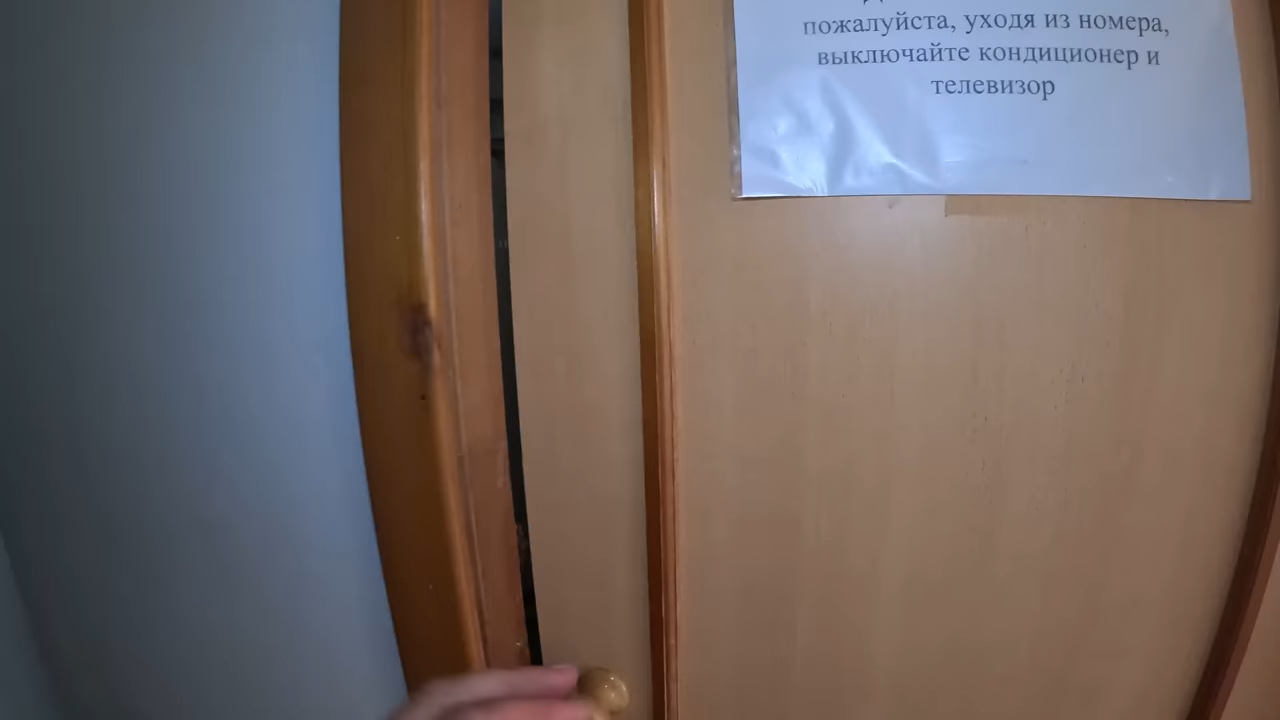 пожалуйста, уходя из номера,
выключайте кондиционер и
телевизор